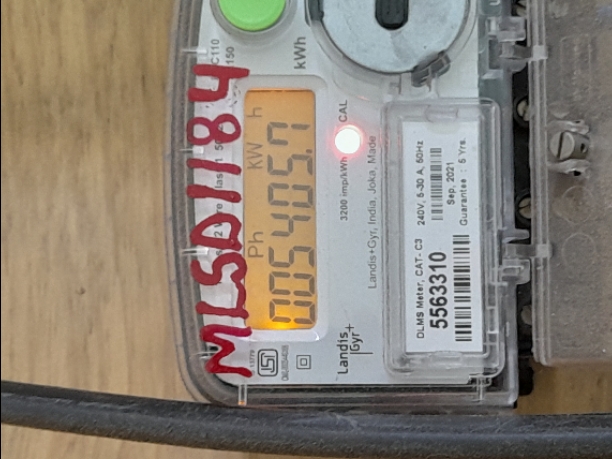 MLSD1184
Ph KW h
005405.7
kWh
CAL
3200 imp/kWh
Landis+Gyr, India, Joka, Made
Landis
Gyr+
DLMS Meter, CAT- C3 240V, 5-30 A, 50Hz
5563310
Sep, 2021
Guarantee : 5 Yrs.